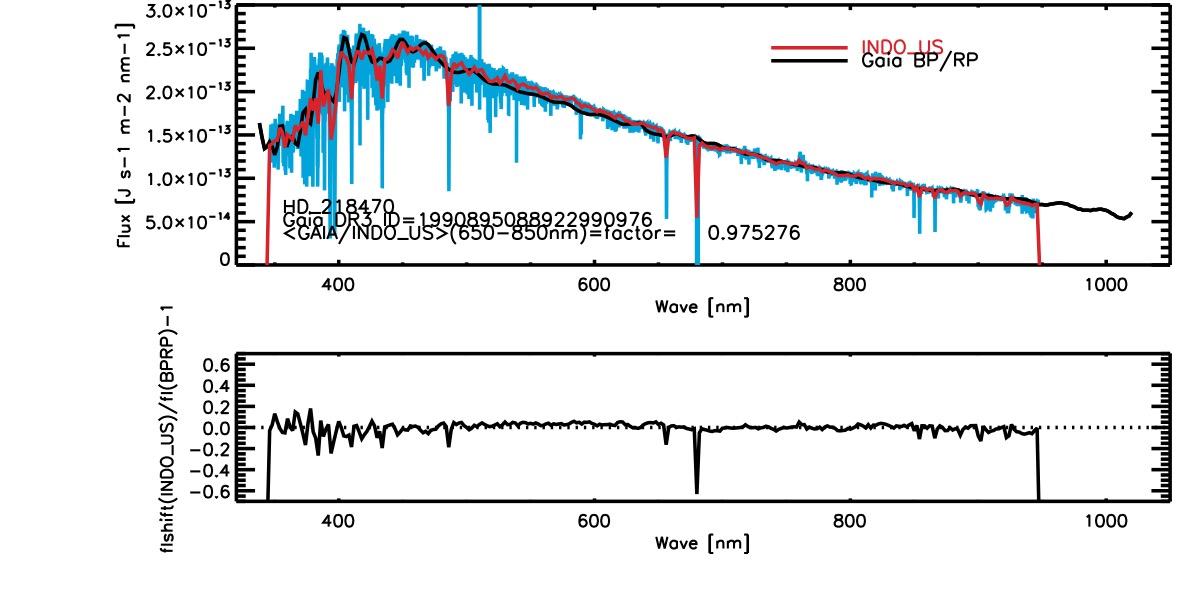 3.0×10-13
2.5×10-13
2.0×10-13
1.5×10-13
1.0×10-13
5.0×10-14
0
Flux [J s-1 m-2 nm-1]
INDO_US
Gaia BP/RP
HD_218470
Gaia DR3 ID=1990895088922990976
<GAIA/INDO_US>(650-850nm)=factor= 0.975276
400 600 800 1000
Wave [nm]
flshift(INDO_US)/fl(BPRP)-1
0.6
0.4
0.2
0.0
-0.2
-0.4
-0.6
400 600 800 1000
Wave [nm]